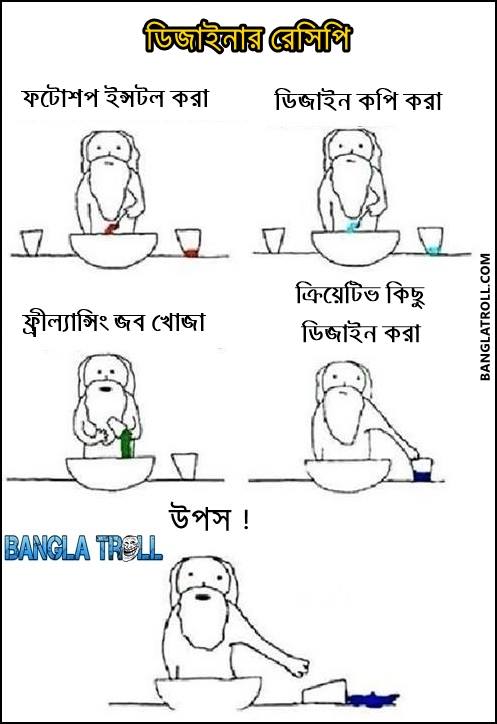 ডিজাইনার রেসিপি
ফটোশপ ইন্সটল করা
ডিজাইন কপি করা
ফ্রীল্যান্সিং জব খোজা
ক্রিয়েটিভ কিছু
ডিজাইন করা
উপস !
BANGLA TROLL
BANGLATROLL.COM